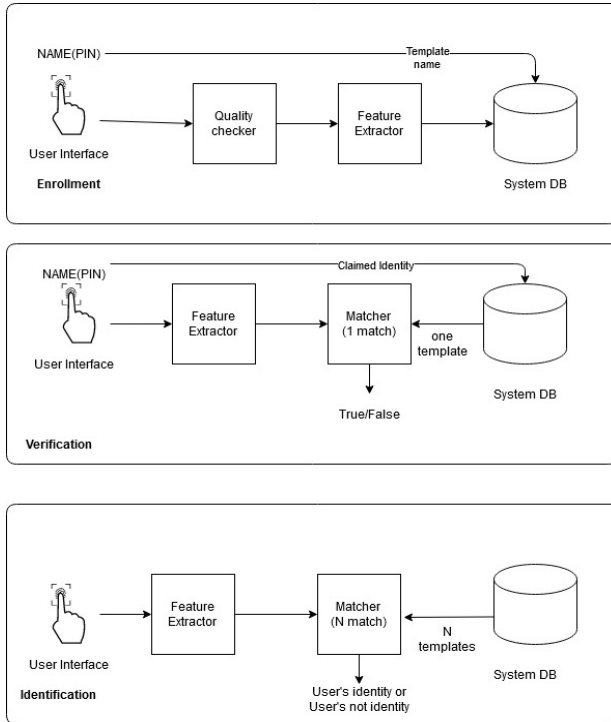 NAME(PIN)
Template
name
Quality
checker
Feature
Extractor
User Interface
System DB
Enrollment
Claimed Identity
NAME(PIN)
Feature
Extractor
Matcher
(1 match)
one
template
User Interface
System DB
True/False
Verification
Feature
Extractor
Matcher
(N match)
N
templates
User Interface
System DB
User's identity or
User's not identity
Identification